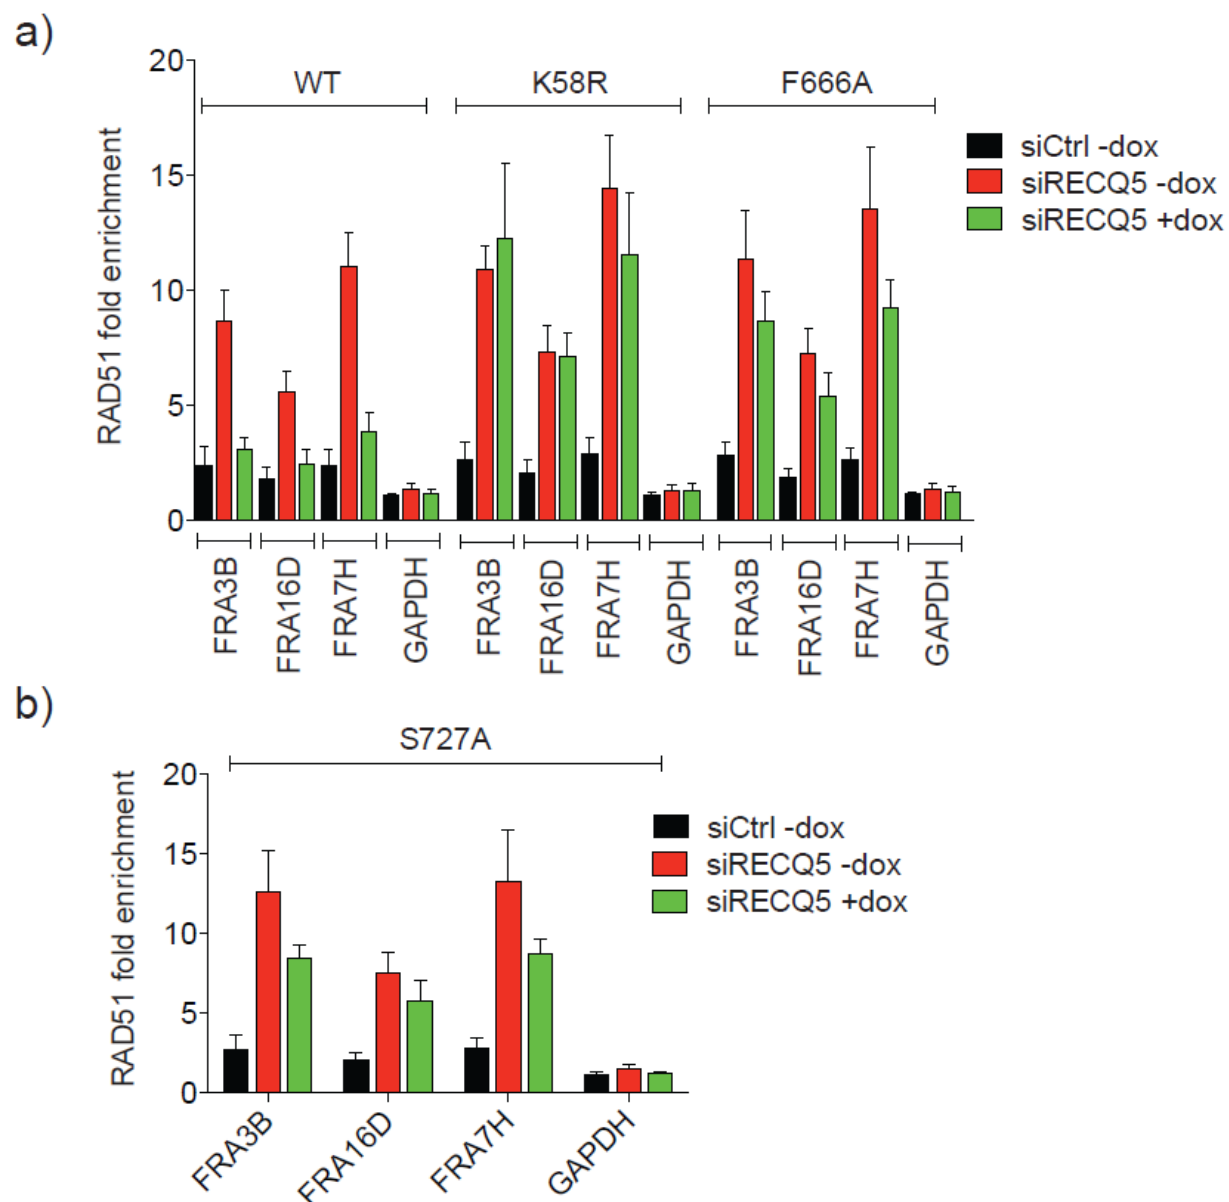 a)
20
15
10
5
0
RAD51 fold enrichment
WT
K58R
F666A
siCtrl -dox
siRECQ5 -dox
siRECQ5 +dox
FRA3B
FRA16D
FRA7H
GAPDH
FRA3B
FRA16D
FRA7H
GAPDH
FRA3B
FRA16D
FRA7H
GAPDH
b)
S727A
20
15
10
5
0
RAD51 fold enrichment
siCtrl -dox
siRECQ5 -dox
siRECQ5 +dox
FRA3B
FRA16D
FRA7H
GAPDH